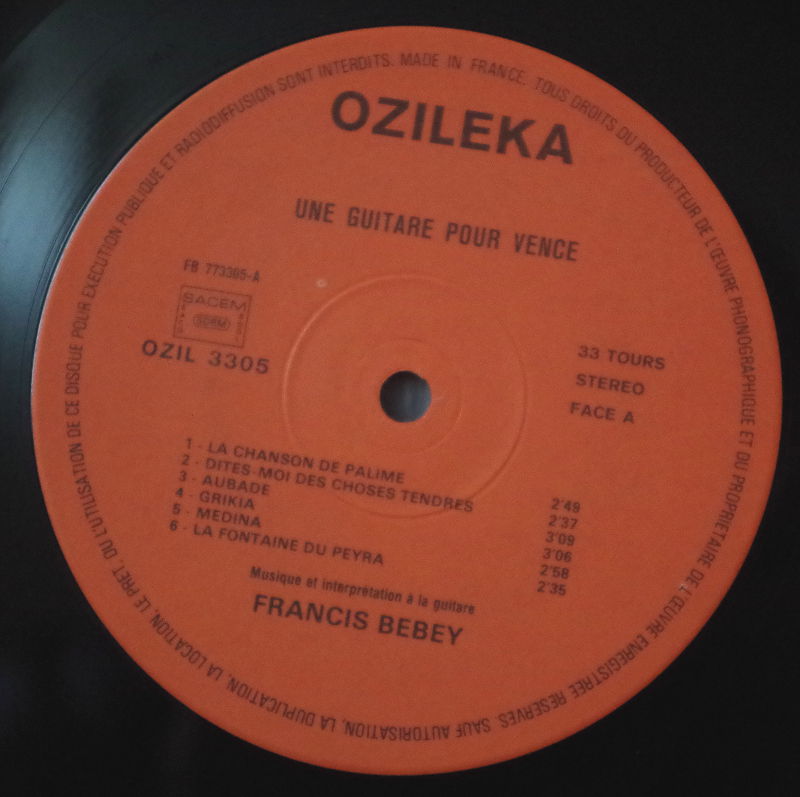 OZILEKA
UNE GUITARE POUR VENCE
FB 773305-A
SACEM
SDRM
OZIL 3305
33 TOURS
STEREO
FACE A
1 - LA CHANSON DE PALIME 2'49
2 - DITES-MOI DES CHOSES TENDRES 2'37
3 - AUBADE 3'09
4 - GRIKIA 3'06
5 - MEDINA 2'58
6 - LA FONTAINE DU PEYRA 2'35
Musique et interprétation à la guitare
FRANCIS BEBEY
TOUS DROITS DU PRODUCTEUR DE L'ŒUVRE PHONOGRAPHIQUE ET DU PROPRIETAIRE DE L'ŒUVRE ENREGISTREE RESERVES. SAUF AUTORISATION, LA DUPLICATION, LA LOCATION, LE PRET, OU L'UTILISATION DE CE DISQUE POUR EXECUTION PUBLIQUE ET RADIODIFFUSION SONT INTERDITS. MADE IN FRANCE.